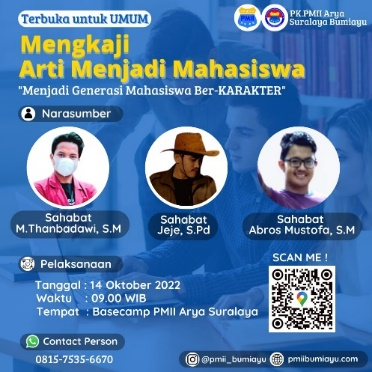 Terbuka untuk UMUM
PK.PMII Arya
Suralaya Bumiayu
Mengkaji
Arti Menjadi Mahasiswa
"Menjadi Generasi Mahasiswa Ber-KARAKTER"
Narasumber
Sahabat
M.Thanbadawi, S.M
Sahabat
Jeje, S.Pd
Sahabat
Abros Mustofa, S.M
SCAN ME !
Pelaksanaan
Tanggal : 14 Oktober 2022
Waktu : 09.00 WIB
Tempat : Basecamp PMII Arya Suralaya
Contact Person
0815-7535-6670
@pmii_bumiayu
pmiibumiayu.com